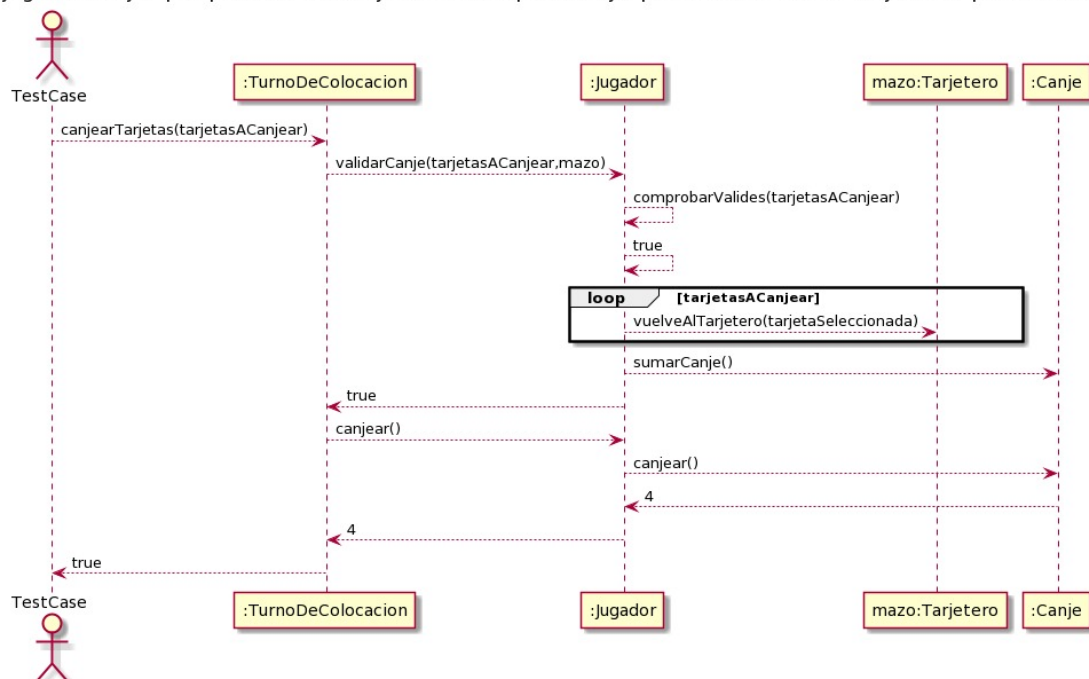 TestCase
:TurnoDeColocacion
:Jugador
mazo:Tarjetero
:Canje
canjearTarjetas(tarjetasACanjear)
validarCanje(tarjetasACanjear,mazo)
comprobarValides(tarjetasACanjear)
true
loop
[tarjetasACanjear]
vuelveAlTarjetero(tarjetaSeleccionada)
sumarCanje()
true
canjear()
canjear()
4
4
true
TestCase
:TurnoDeColocacion
:Jugador
mazo:Tarjetero
:Canje